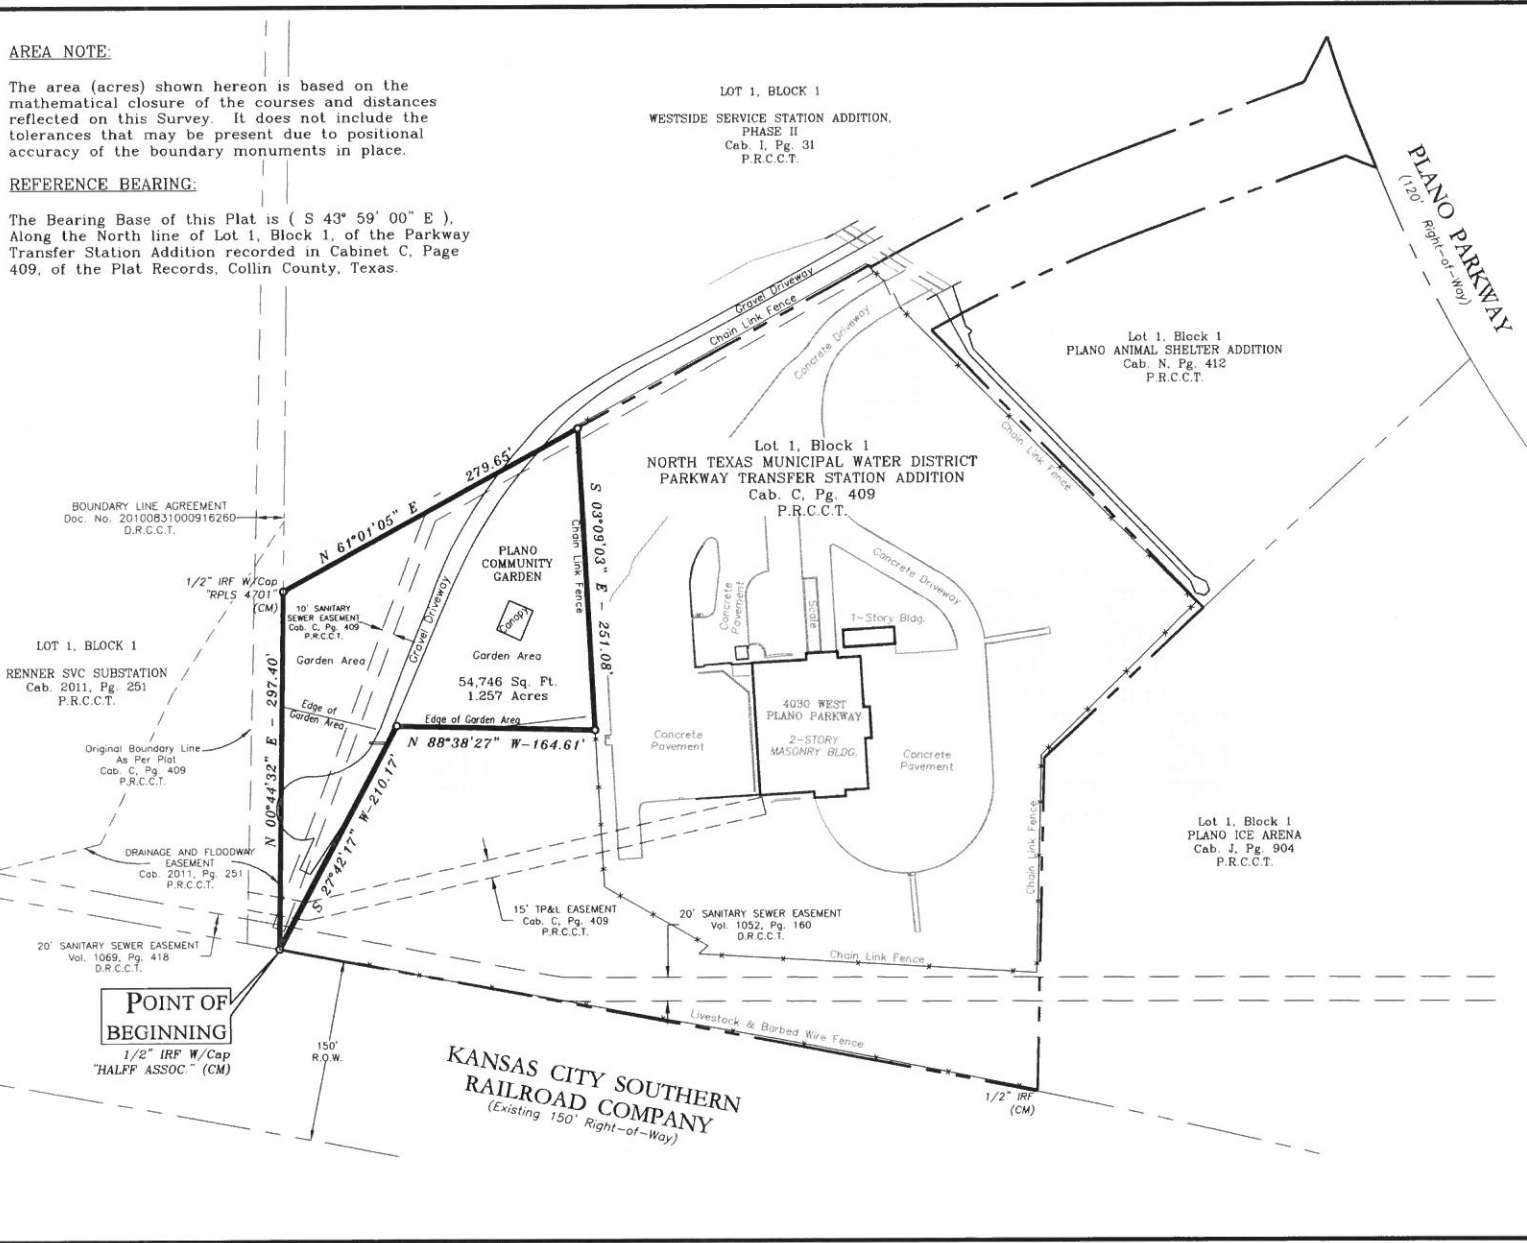 AREA NOTE:
The area (acres) shown hereon is based on the
mathematical closure of the courses and distances
reflected on this Survey. It does not include the
tolerances that may be present due to positional
accuracy of the boundary monuments in place.
REFERENCE BEARING:
The Bearing Base of this Plat is ( S 43° 59' 00" E ),
Along the North line of Lot 1, Block 1, of the Parkway
Transfer Station Addition recorded in Cabinet C, Page
409, of the Plat Records, Collin County, Texas.
LOT 1, BLOCK 1
WESTSIDE SERVICE STATION ADDITION,
PHASE II
Cab. I, Pg. 31
P.R.C.C.T.
PLANO PARKWAY
(120' Right-of-Way)
Gravel Driveway
Chain Link Fence
Concrete Driveway
Lot 1, Block 1
PLANO ANIMAL SHELTER ADDITION
Cab. N, Pg. 412
P.R.C.C.T.
Chain Link Fence
Lot 1, Block 1
NORTH TEXAS MUNICIPAL WATER DISTRICT
PARKWAY TRANSFER STATION ADDITION
Cab. C, Pg. 409
P.R.C.C.T.
N 61°01'05" E - 279.65'
S 03°09'03" E - 251.08'
Chain Link Fence
BOUNDARY LINE AGREEMENT
Doc. No. 20100831000916260
D.R.C.C.T.
PLANO
COMMUNITY
GARDEN
Canopy
Garden Area
54,746 Sq. Ft.
1.257 Acres
Edge of Garden Area
N 88°38'27" W-164.61'
1/2" IRF W/Cap
"RPLS 4701"
(CM)
10' SANITARY
SEWER EASEMENT
Cab. C, Pg. 409
P.R.C.C.T.
Garden Area
Gravel Driveway
Edge of
Garden Area
LOT 1, BLOCK 1
RENNER SVC SUBSTATION
Cab. 2011, Pg. 251
P.R.C.C.T.
N 00°44'32" E - 297.40'
S 27°42'17" W-210.17'
Original Boundary Line
As Per Plat
Cab. C, Pg. 409
P.R.C.C.T.
DRAINAGE AND FLOODWAY
EASEMENT
Cab. 2011, Pg. 251
P.R.C.C.T.
20' SANITARY SEWER EASEMENT
Vol. 1069, Pg. 418
D.R.C.C.T.
POINT OF
BEGINNING
1/2" IRF W/Cap
"HALFF ASSOC." (CM)
150'
R.O.W.
Concrete
Pavement
Scale
Concrete Driveway
1-Story Bldg.
4030 WEST
PLANO PARKWAY
2-STORY
MASONRY BLDG.
Concrete
Pavement
Concrete
Pavement
15' TP&L EASEMENT
Cab. C, Pg. 409
P.R.C.C.T.
20' SANITARY SEWER EASEMENT
Vol. 1052, Pg. 160
D.R.C.C.T.
Chain Link Fence
Chain Link Fence
Lot 1, Block 1
PLANO ICE ARENA
Cab. J, Pg. 904
P.R.C.C.T.
Livestock & Barbed Wire Fence
KANSAS CITY SOUTHERN
RAILROAD COMPANY
(Existing 150' Right-of-Way)
1/2" IRF
(CM)